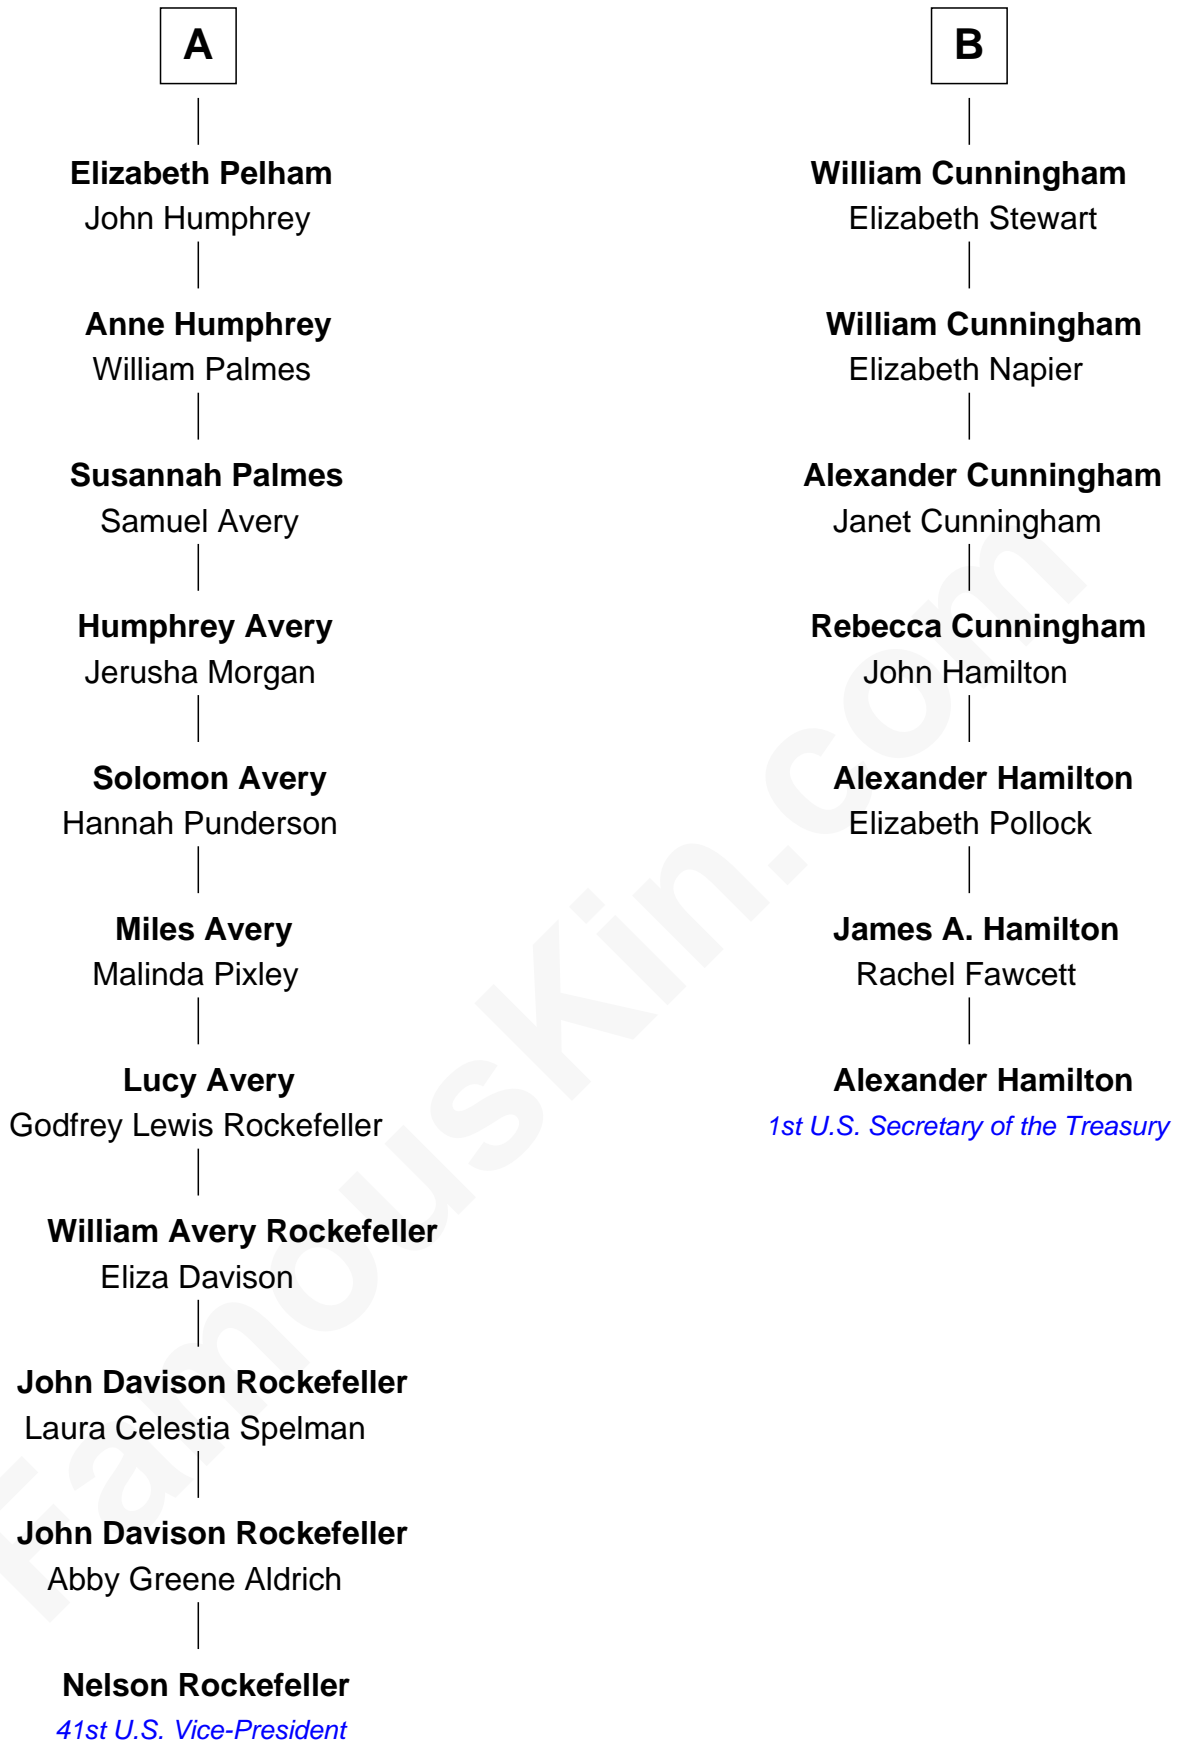 A
Elizabeth Pelham
John Humphrey
Anne Humphrey
William Palmes
Susannah Palmes
Samuel Avery
Humphrey Avery
Jerusha Morgan
Solomon Avery
Hannah Punderson
Miles Avery
Malinda Pixley
Lucy Avery
Godfrey Lewis Rockefeller
William Avery Rockefeller
Eliza Davison
John Davison Rockefeller
Laura Celestia Spelman
John Davison Rockefeller
Abby Greene Aldrich
Nelson Rockefeller
41st U.S. Vice-President
B
William Cunningham
Elizabeth Stewart
William Cunningham
Elizabeth Napier
Alexander Cunningham
Janet Cunningham
Rebecca Cunningham
John Hamilton
Alexander Hamilton
Elizabeth Pollock
James A. Hamilton
Rachel Fawcett
Alexander Hamilton
1st U.S. Secretary of the Treasury
FamousKin.com